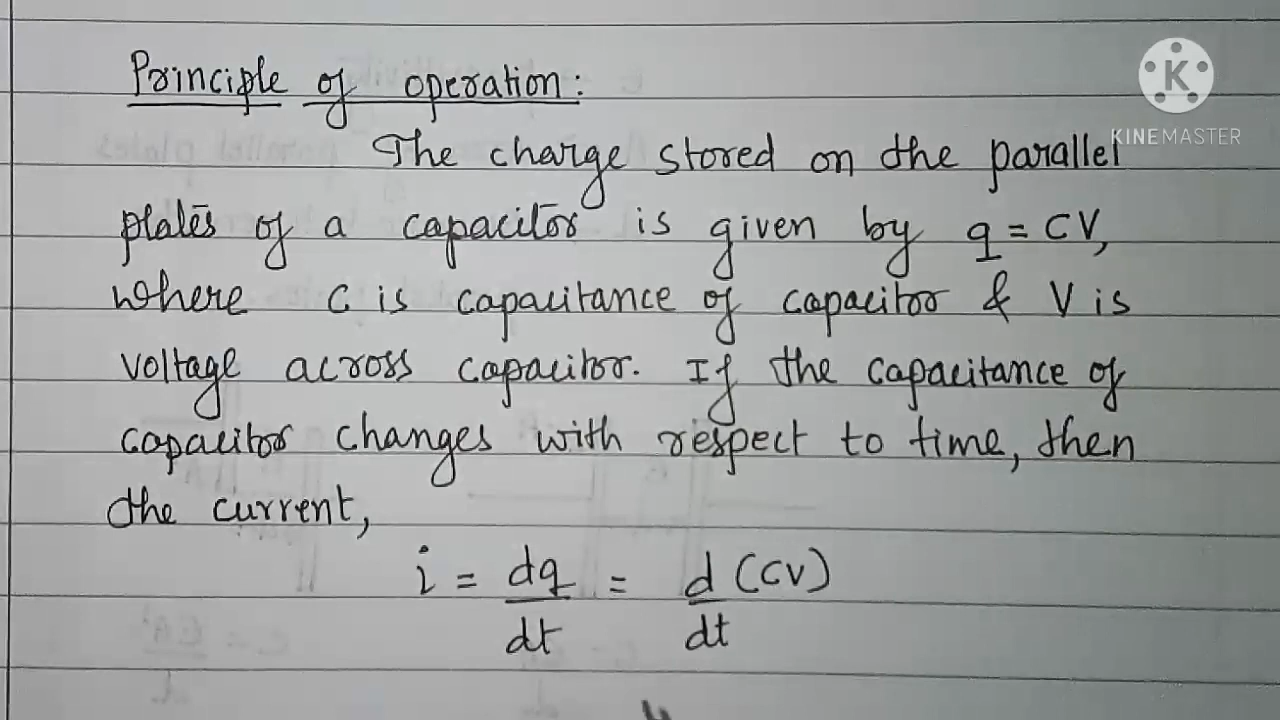 Principle of operation:
K
KINEMASTER
The charge stored on the parallel
plates of a capacitor is given by q = CV,
where C is capacitance of capacitor & V is
voltage across capacitor. If the capacitance of
capacitor changes with respect to time, then
the current,
i = dq/dt = d/dt (CV)